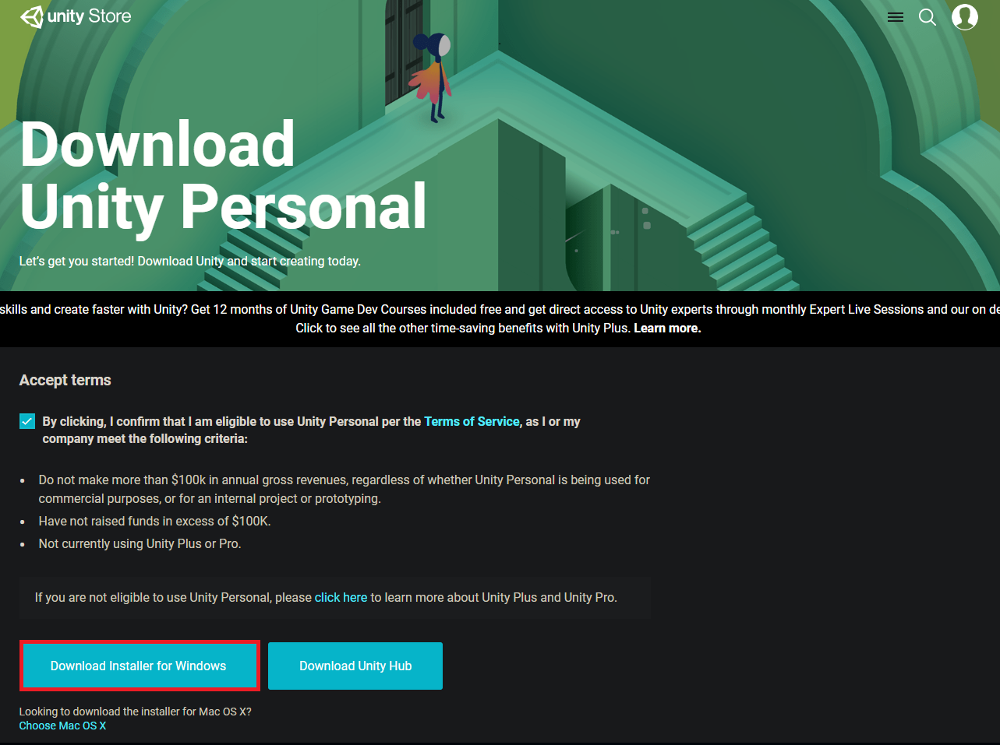 unity Store
Download
Unity Personal
Let's get you started! Download Unity and start creating today.
skills and create faster with Unity? Get 12 months of Unity Game Dev Courses included free and get direct access to Unity experts through monthly Expert Live Sessions and our on de
Click to see all the other time-saving benefits with Unity Plus. Learn more.
Accept terms
By clicking, I confirm that I am eligible to use Unity Personal per the Terms of Service, as I or my
company meet the following criteria:
Do not make more than $100k in annual gross revenues, regardless of whether Unity Personal is being used for
commercial purposes, or for an internal project or prototyping.
Have not raised funds in excess of $100K.
Not currently using Unity Plus or Pro.
If you are not eligible to use Unity Personal, please click here to learn more about Unity Plus and Unity Pro.
Download Installer for Windows
Download Unity Hub
Looking to download the installer for Mac OS X?
Choose Mac OS X